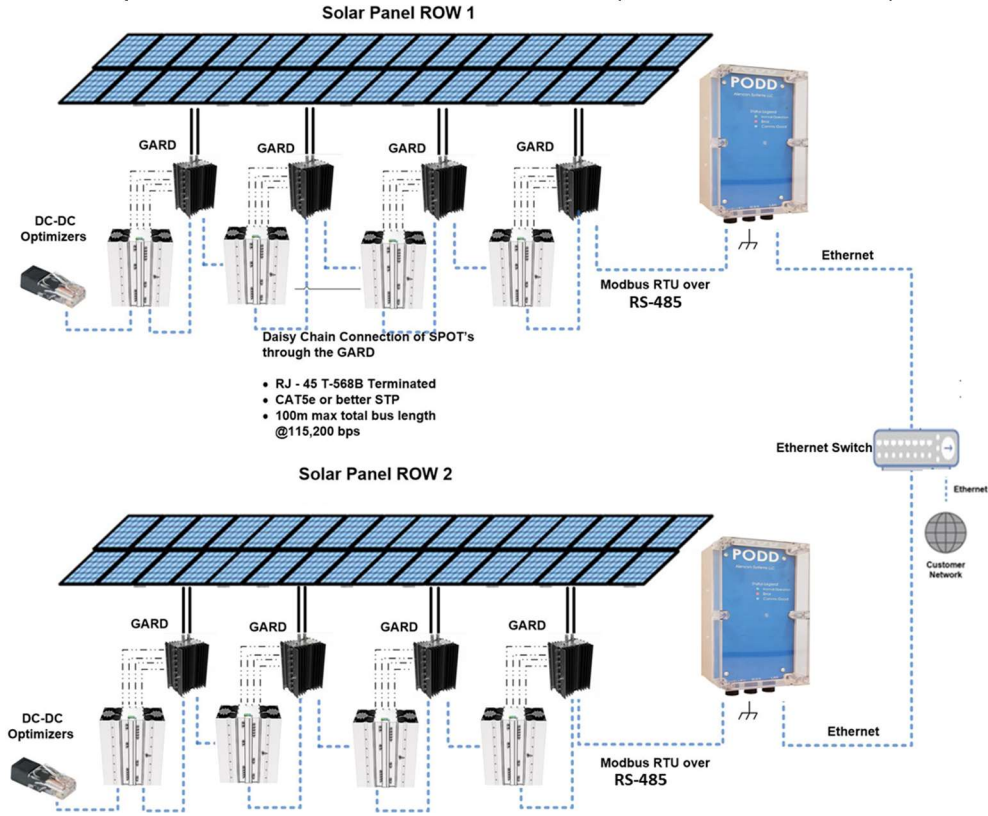 Solar Panel ROW 1
PODD
GARD
GARD
GARD
GARD
DC-DC
Optimizers
Ethernet
Modbus RTU over
RS-485
Daisy Chain Connection of SPOT's
through the GARD
• RJ - 45 T-568B Terminated
• CAT5e or better STP
• 100m max total bus length
@115,200 bps
Ethernet Switch
Solar Panel ROW 2
Ethernet
Customer
Network
PODD
GARD
GARD
GARD
GARD
DC-DC
Optimizers
Ethernet
Modbus RTU over
RS-485